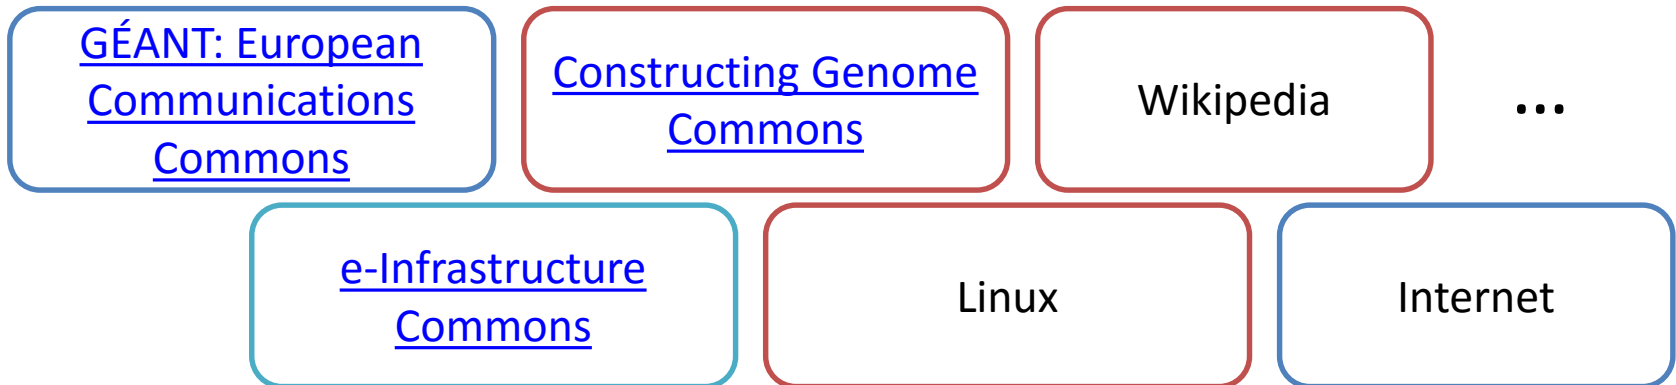 GÉANT: European
Communications
Commons
Constructing Genome
Commons
Wikipedia
...
e-Infrastructure
Commons
Linux
Internet